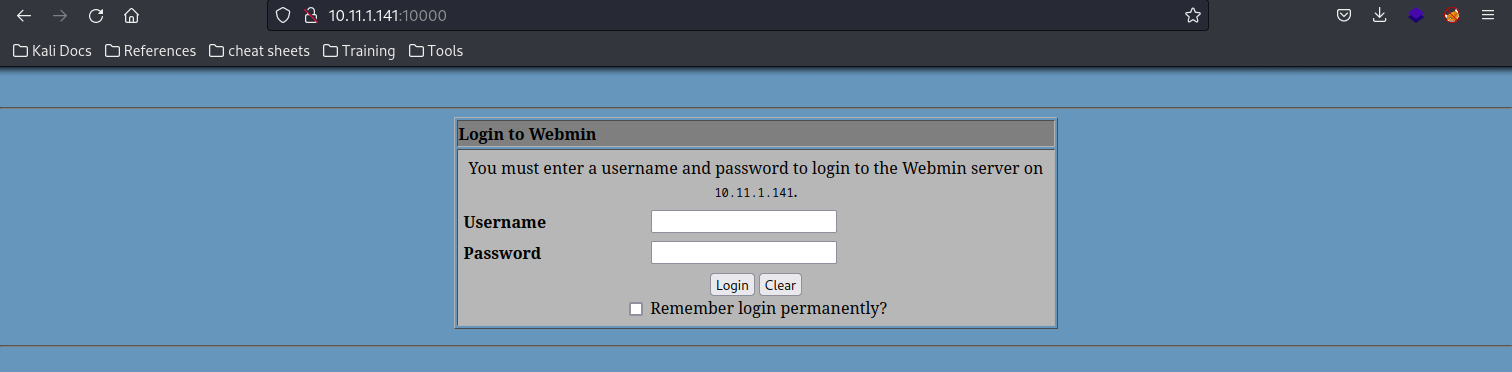 10.11.1.141:10000
Kali Docs References cheat sheets Training Tools
Login to Webmin
You must enter a username and password to login to the Webmin server on
10.11.1.141.
Username
Password
Login Clear
Remember login permanently?